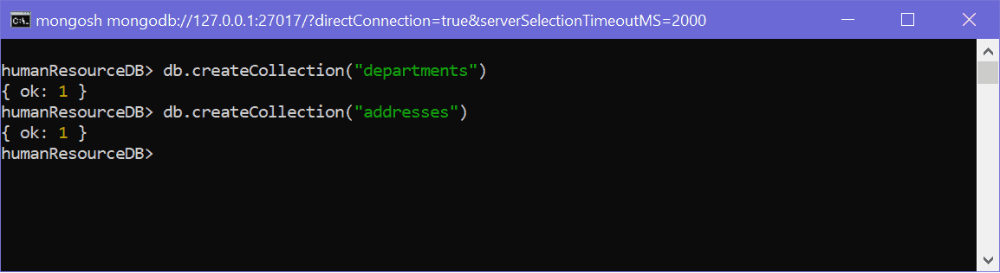 mongosh mongodb://127.0.0.1:27017/?directConnection=true&serverSelectionTimeoutMS=2000
humanResourceDB> db.createCollection("departments")
{ ok: 1 }
humanResourceDB> db.createCollection("addresses")
{ ok: 1 }
humanResourceDB>